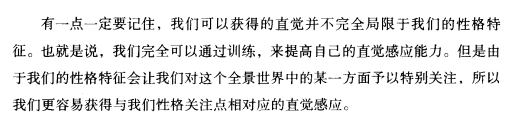 有一点一定要记住，我们可以获得的直觉并不完全局限于我们的性格特
征。也就是说，我们完全可以通过训练，来提高自己的直觉感应能力。但是由
于我们的性格特征会让我们对这个全景世界中的某一方面予以特别关注，所以
我们更容易获得与我们性格关注点相对应的直觉感应。